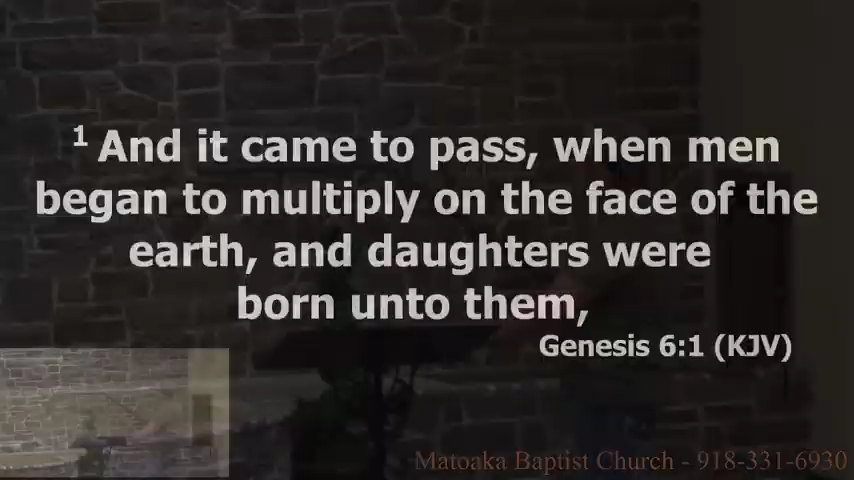 1 And it came to pass, when men
began to multiply on the face of the
earth, and daughters were
born unto them,
Genesis 6:1 (KJV)
Matoaka Baptist Church - 918-331-6930